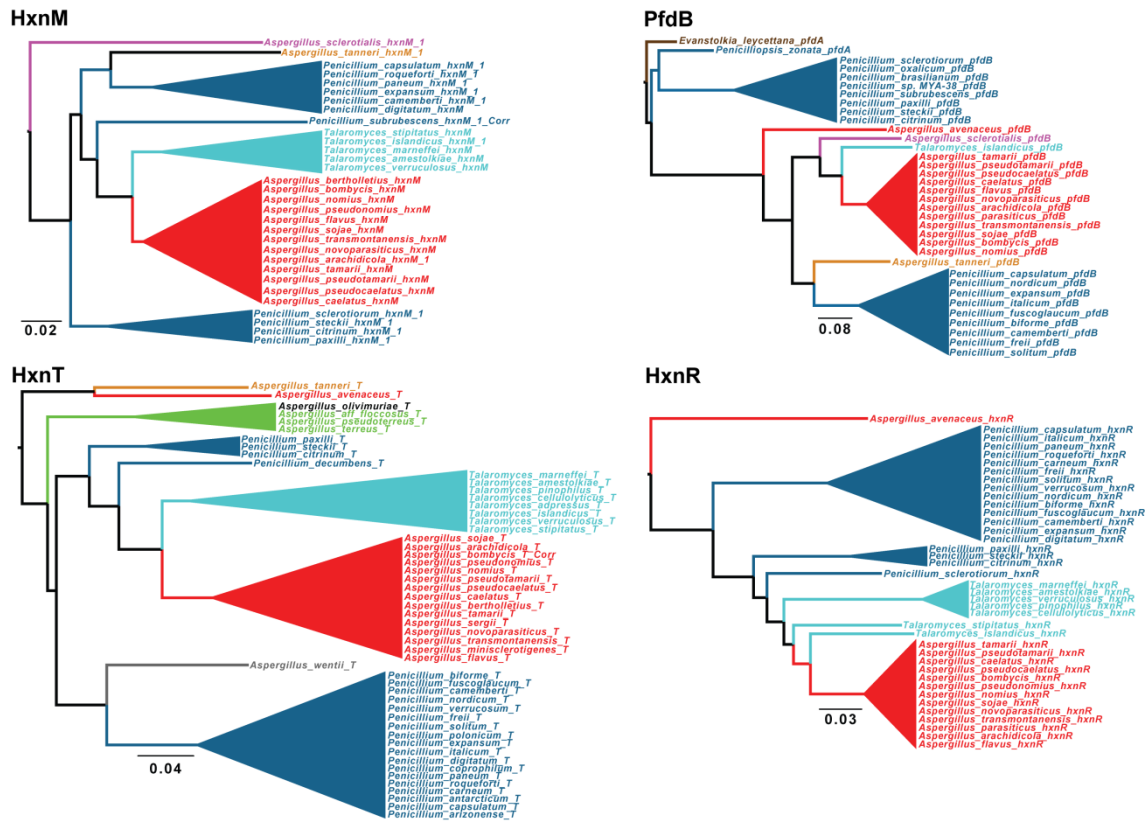 HxnM
Aspergillus_sclerotialis_hxnM_1
Aspergillus_tanneri_hxnM_1
Penicillium_capsulatum_hxnM_1
Penicillium_roqueforti_hxnM_1
Penicillium_paneum_hxnM_1
Penicillium_expansum_hxnM_1
Penicillium_camemberti_hxnM_1
Penicillium_digitatum_hxnM
Penicillium_subrubescens_hxnM_1_Corr
Talaromyces_stipitatus_hxnM
Talaromyces_islandicus_hxnM_1
Talaromyces_marneffei_hxnM
Talaromyces_amestolkiae_hxnM
Talaromyces_verruculosus_hxnM
Aspergillus_bertholletius_hxnM
Aspergillus_bombycis_hxnM
Aspergillus_nomius_hxnM
Aspergillus_pseudonomius_hxnM
Aspergillus_flavus_hxnM
Aspergillus_sojae_hxnM
Aspergillus_transmontanensis_hxnM
Aspergillus_novoparasiticus_hxnM
Aspergillus_arachidicola_hxnM_1
Aspergillus_tamarii_hxnM
Aspergillus_pseudotamarii_hxnM
Aspergillus_pseudocaelatus_hxnM
Aspergillus_caelatus_hxnM
Penicillium_sclerotiorum_hxnM_1
Penicillium_steckii_hxnM_1
Penicillium_citrinum_hxnM_1
Penicillium_paxilli_hxnM_1
0.02
PfdB
Evanstolkia_leycettana_pfdA
Penicilliopsis_zonata_pfdA
Penicillium_sclerotiorum_pfdB
Penicillium_oxalicum_pfdB
Penicillium_brasilianum_pfdB
Penicillium_sp._MYA-38_pfdB
Penicillium_subrubescens_pfdB
Penicillium_paxilli_pfdB
Penicillium_steckii_pfdB
Penicillium_citrinum_pfdB
Aspergillus_avenaceus_pfdB
Aspergillus_sclerotialis_pfdB
Talaromyces_islandicus_pfdB
Aspergillus_tamarii_pfdB
Aspergillus_pseudotamarii_pfdB
Aspergillus_caelatus_pfdB
Aspergillus_flavus_pfdB
Aspergillus_novoparasiticus_pfdB
Aspergillus_arachidicola_pfdB
Aspergillus_parasiticus_pfdB
Aspergillus_transmontanensis_pfdB
Aspergillus_sojae_pfdB
Aspergillus_bombycis_pfdB
Aspergillus_nomius_pfdB
Aspergillus_tanneri_pfdB
Penicillium_capsulatum_pfdB
Penicillium_nordicum_pfdB
Penicillium_expansum_pfdB
Penicillium_italicum_pfdB
Penicillium_fuscoglaucum_pfdB
Penicillium_biforme_pfdB
Penicillium_camemberti_pfdB
Penicillium_freii_pfdB
Penicillium_solitum_pfdB
0.08
HxnT
Aspergillus_tanneri_T
Aspergillus_avenaceus_T
Aspergillus_olivimuriae_T
Aspergillus_aff_floccosus_T
Aspergillus_pseudoterreus_T
Aspergillus_terreus_T
Penicillium_paxilli_T
Penicillium_steckii_T
Penicillium_citrinum_T
Penicillium_decumbens_T
Talaromyces_marneffei_T
Talaromyces_amestolkiae_T
Talaromyces_pinophilus_T
Talaromyces_cellulolyticus_T
Talaromyces_adpressus_T
Talaromyces_islandicus_T
Talaromyces_verruculosus_T
Talaromyces_stipitatus_T
Aspergillus_sojae_T
Aspergillus_arachidicola_T
Aspergillus_bombycis_T_Corr
Aspergillus_pseudonomius_T
Aspergillus_nomius_T
Aspergillus_pseudotamarii_T
Aspergillus_pseudocaelatus_T
Aspergillus_caelatus_T
Aspergillus_bertholletius_T
Aspergillus_tamarii_T
Aspergillus_sergii_T
Aspergillus_novoparasiticus_T
Aspergillus_transmontanensis_T
Aspergillus_minisclerotigenes_T
Aspergillus_flavus_T
Aspergillus_wentii_T
Penicillium_biforme_T
Penicillium_fuscoglaucum_T
Penicillium_camemberti_T
Penicillium_nordicum_T
Penicillium_verrucosum_T
Penicillium_freii_T
Penicillium_solitum_T
Penicillium_polonicum_T
Penicillium_expansum_T
Penicillium_italicum_T
Penicillium_digitatum_T
Penicillium_coprophilum_T
Penicillium_paneum_T
Penicillium_roqueforti_T
Penicillium_carneum_T
Penicillium_antarcticum_T
Penicillium_capsulatum_T
Penicillium_arizonense_T
0.04
HxnR
Aspergillus_avenaceus_hxnR
Penicillium_capsulatum_hxnR
Penicillium_italicum_hxnR
Penicillium_paneum_hxnR
Penicillium_roqueforti_hxnR
Penicillium_carneum_hxnR
Penicillium_freii_hxnR
Penicillium_solitum_hxnR
Penicillium_verrucosum_hxnR
Penicillium_nordicum_hxnR
Penicillium_biforme_hxnR
Penicillium_fuscoglaucum_hxnR
Penicillium_camemberti_hxnR
Penicillium_expansum_hxnR
Penicillium_digitatum_hxnR
Penicillium_paxilli_hxnR
Penicillium_steckii_hxnR
Penicillium_citrinum_hxnR
Penicillium_sclerotiorum_hxnR
Talaromyces_marneffei_hxnR
Talaromyces_amestolkiae_hxnR
Talaromyces_verruculosus_hxnR
Talaromyces_pinophilus_hxnR
Talaromyces_cellulolyticus_hxnR
Talaromyces_stipitatus_hxnR
Talaromyces_islandicus_hxnR
Aspergillus_tamarii_hxnR
Aspergillus_pseudotamarii_hxnR
Aspergillus_caelatus_hxnR
Aspergillus_bombycis_hxnR
Aspergillus_pseudonomius_hxnR
Aspergillus_nomius_hxnR
Aspergillus_sojae_hxnR
Aspergillus_novoparasiticus_hxnR
Aspergillus_transmontanensis_hxnR
Aspergillus_parasiticus_hxnR
Aspergillus_arachidicola_hxnR
Aspergillus_flavus_hxnR
0.03